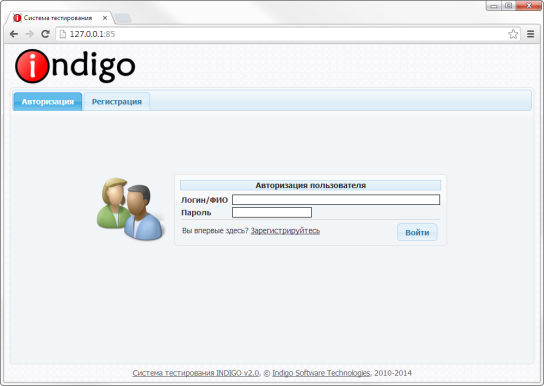 Система тестирования
127.0.0.1:85
indigo
Авторизация Регистрация
Авторизация пользователя
Логин/ФИО
Пароль
Вы впервые здесь? Зарегистрируйтесь
Войти
Система тестирования INDIGO v2.0, © Indigo Software Technologies, 2010-2014